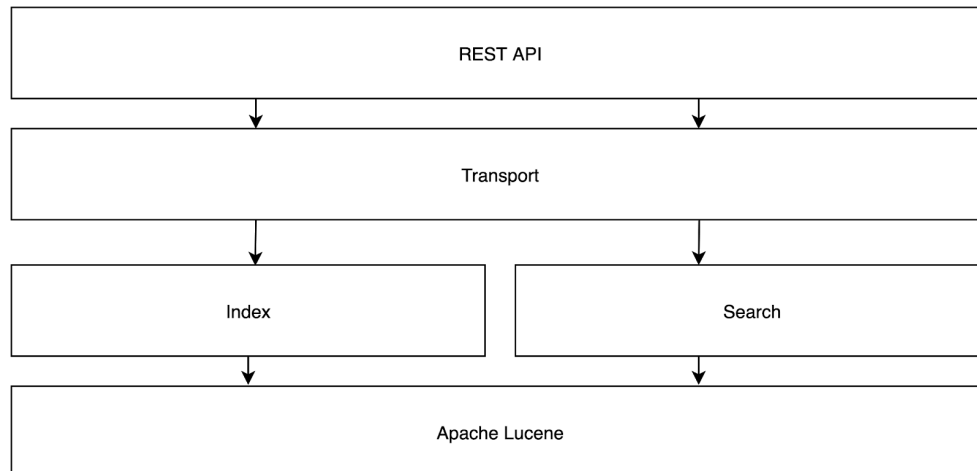 REST API
Transport
Index
Search
Apache Lucene